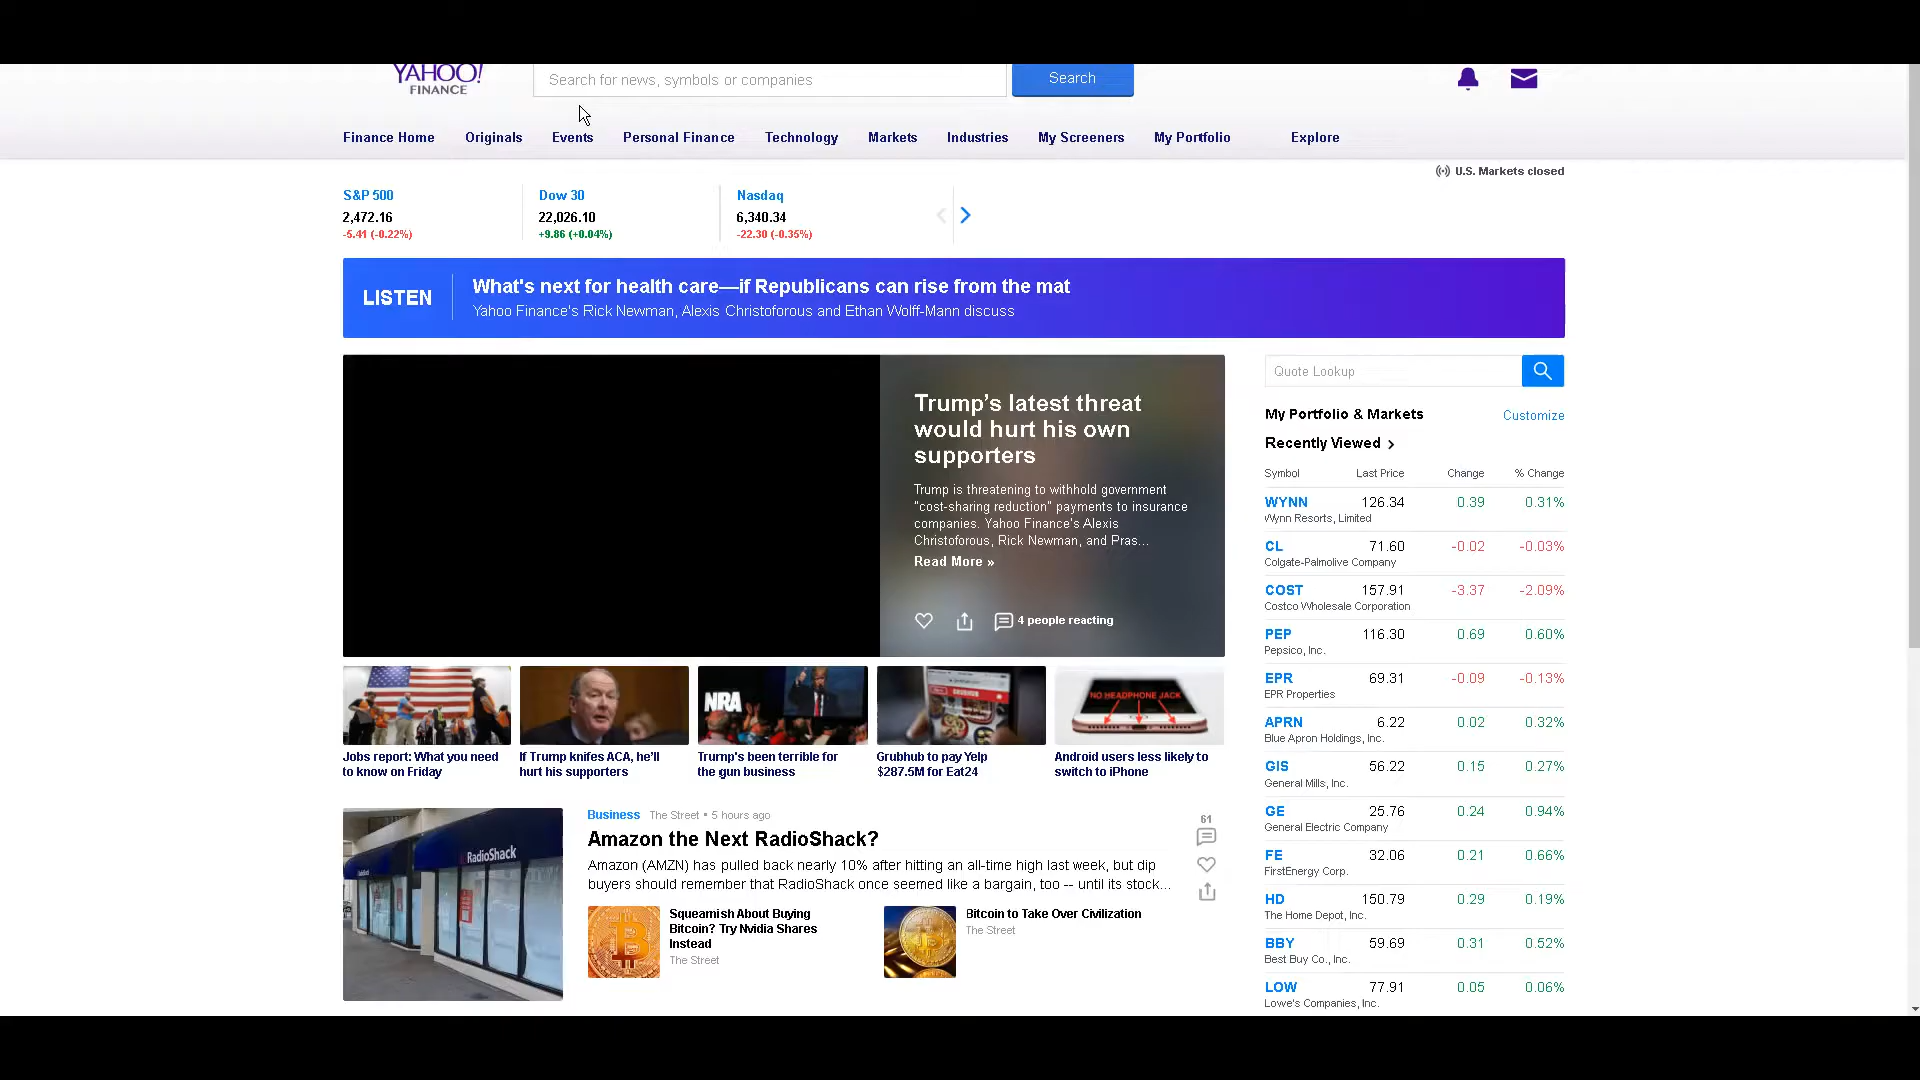 YAHOO!
FINANCE
Search for news, symbols or companies
Search
Finance Home
Originals
Events
Personal Finance
Technology
Markets
Industries
My Screeners
My Portfolio
Explore
U.S. Markets closed
S&P 500
2,472.16
-5.41 (-0.22%)
Dow 30
22,026.10
+9.86 (+0.04%)
Nasdaq
6,340.34
-22.30 (-0.35%)
LISTEN
What's next for health care—if Republicans can rise from the mat
Yahoo Finance's Rick Newman, Alexis Christoforous and Ethan Wolff-Mann discuss
Trump’s latest threat
would hurt his own
supporters
Trump is threatening to withhold government
"cost-sharing reduction" payments to insurance
companies. Yahoo Finance's Alexis
Christoforous, Rick Newman, and Pras...
Read More »
4 people reacting
NRA
GRUBHUB
NO HEADPHONE JACK
Jobs report: What you need
to know on Friday
If Trump knifes ACA, he'll
hurt his supporters
Trump's been terrible for
the gun business
Grubhub to pay Yelp
$287.5M for Eat24
Android users less likely to
switch to iPhone
RadioShack
Business The Street • 5 hours ago
Amazon the Next RadioShack?
Amazon (AMZN) has pulled back nearly 10% after hitting an all-time high last week, but dip
buyers should remember that RadioShack once seemed like a bargain, too -- until its stock...
61
Squeamish About Buying
Bitcoin? Try Nvidia Shares
Instead
The Street
Bitcoin to Take Over Civilization
The Street
Quote Lookup
My Portfolio & Markets
Customize
Recently Viewed
Symbol Last Price Change % Change
WYNN 126.34 0.39 0.31%
Wynn Resorts, Limited
CL 71.60 -0.02 -0.03%
Colgate-Palmolive Company
COST 157.91 -3.37 -2.09%
Costco Wholesale Corporation
PEP 116.30 0.69 0.60%
Pepsico, Inc.
EPR 69.31 -0.09 -0.13%
EPR Properties
APRN 6.22 0.02 0.32%
Blue Apron Holdings, Inc.
GIS 56.22 0.15 0.27%
General Mills, Inc.
GE 25.76 0.24 0.94%
General Electric Company
FE 32.06 0.21 0.66%
FirstEnergy Corp.
HD 150.79 0.29 0.19%
The Home Depot, Inc.
BBY 59.69 0.31 0.52%
Best Buy Co., Inc.
LOW 77.91 0.05 0.06%
Lowe's Companies, Inc.